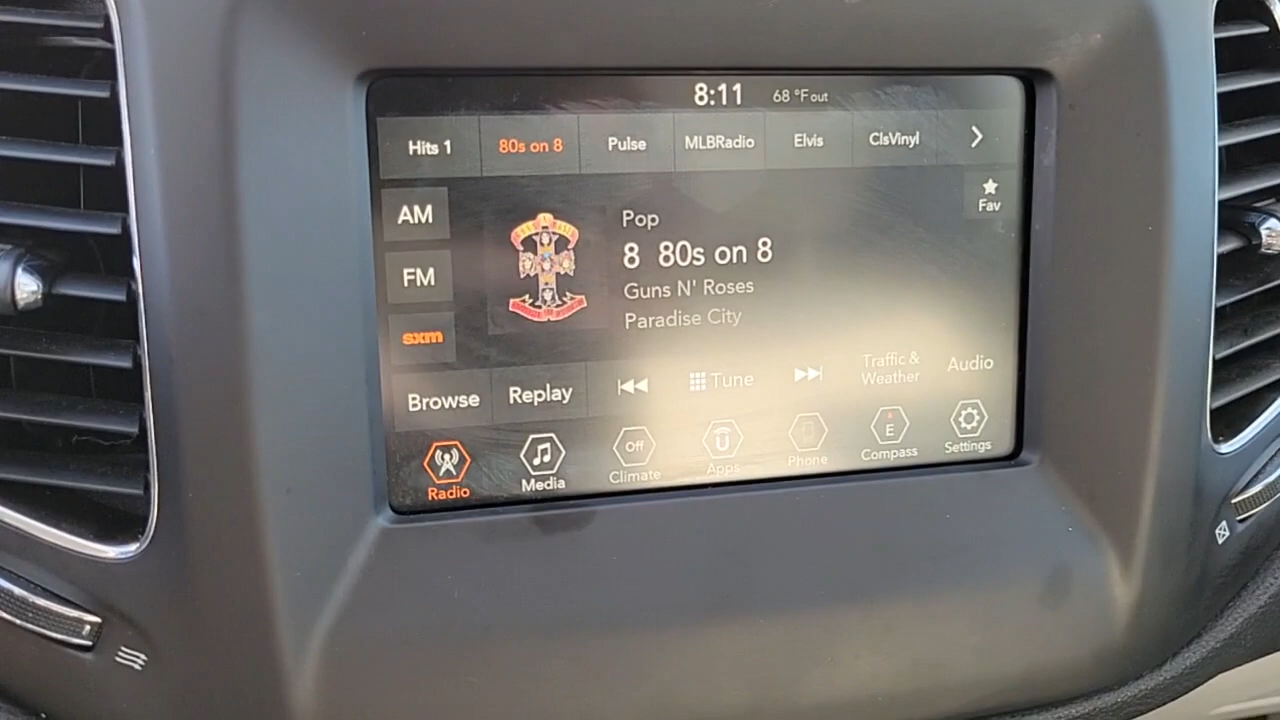 8:11 68 °F out
Hits 1 80s on 8 Pulse MLBRadio Elvis ClsVinyl
AM
Fav
Pop
8 80s on 8
FM
Guns N' Roses
Paradise City
sxm
Browse Replay Tune Traffic & Weather Audio
Radio Media Off Climate Apps Phone E Compass Settings